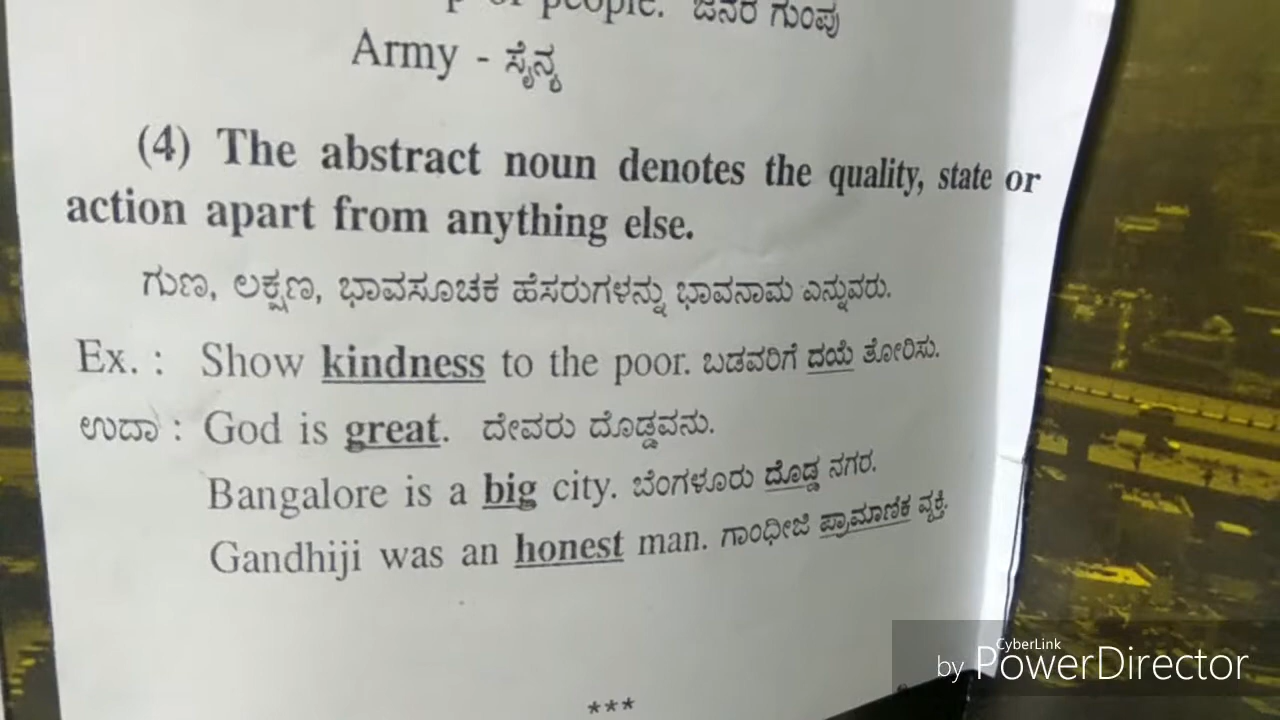 of people. ಜನರ ಗುಂಪು
Army - ಸೈನ್ಯ
(4) The abstract noun denotes the quality, state or
action apart from anything else.
ಗುಣ, ಲಕ್ಷಣ, ಭಾವಸೂಚಕ ಹೆಸರುಗಳನ್ನು ಭಾವನಾಮ ಎನ್ನುವರು.
Ex. : Show kindness to the poor. ಬಡವರಿಗೆ ದಯೆ ತೋರಿಸು.
ಉದಾ : God is great. ದೇವರು ದೊಡ್ಡವನು.
Bangalore is a big city. ಬೆಂಗಳೂರು ದೊಡ್ಡ ನಗರ.
Gandhiji was an honest man. ಗಾಂಧೀಜಿ ಪ್ರಾಮಾಣಿಕ ವ್ಯಕ್ತಿ.
***
CyberLink
by PowerDirector